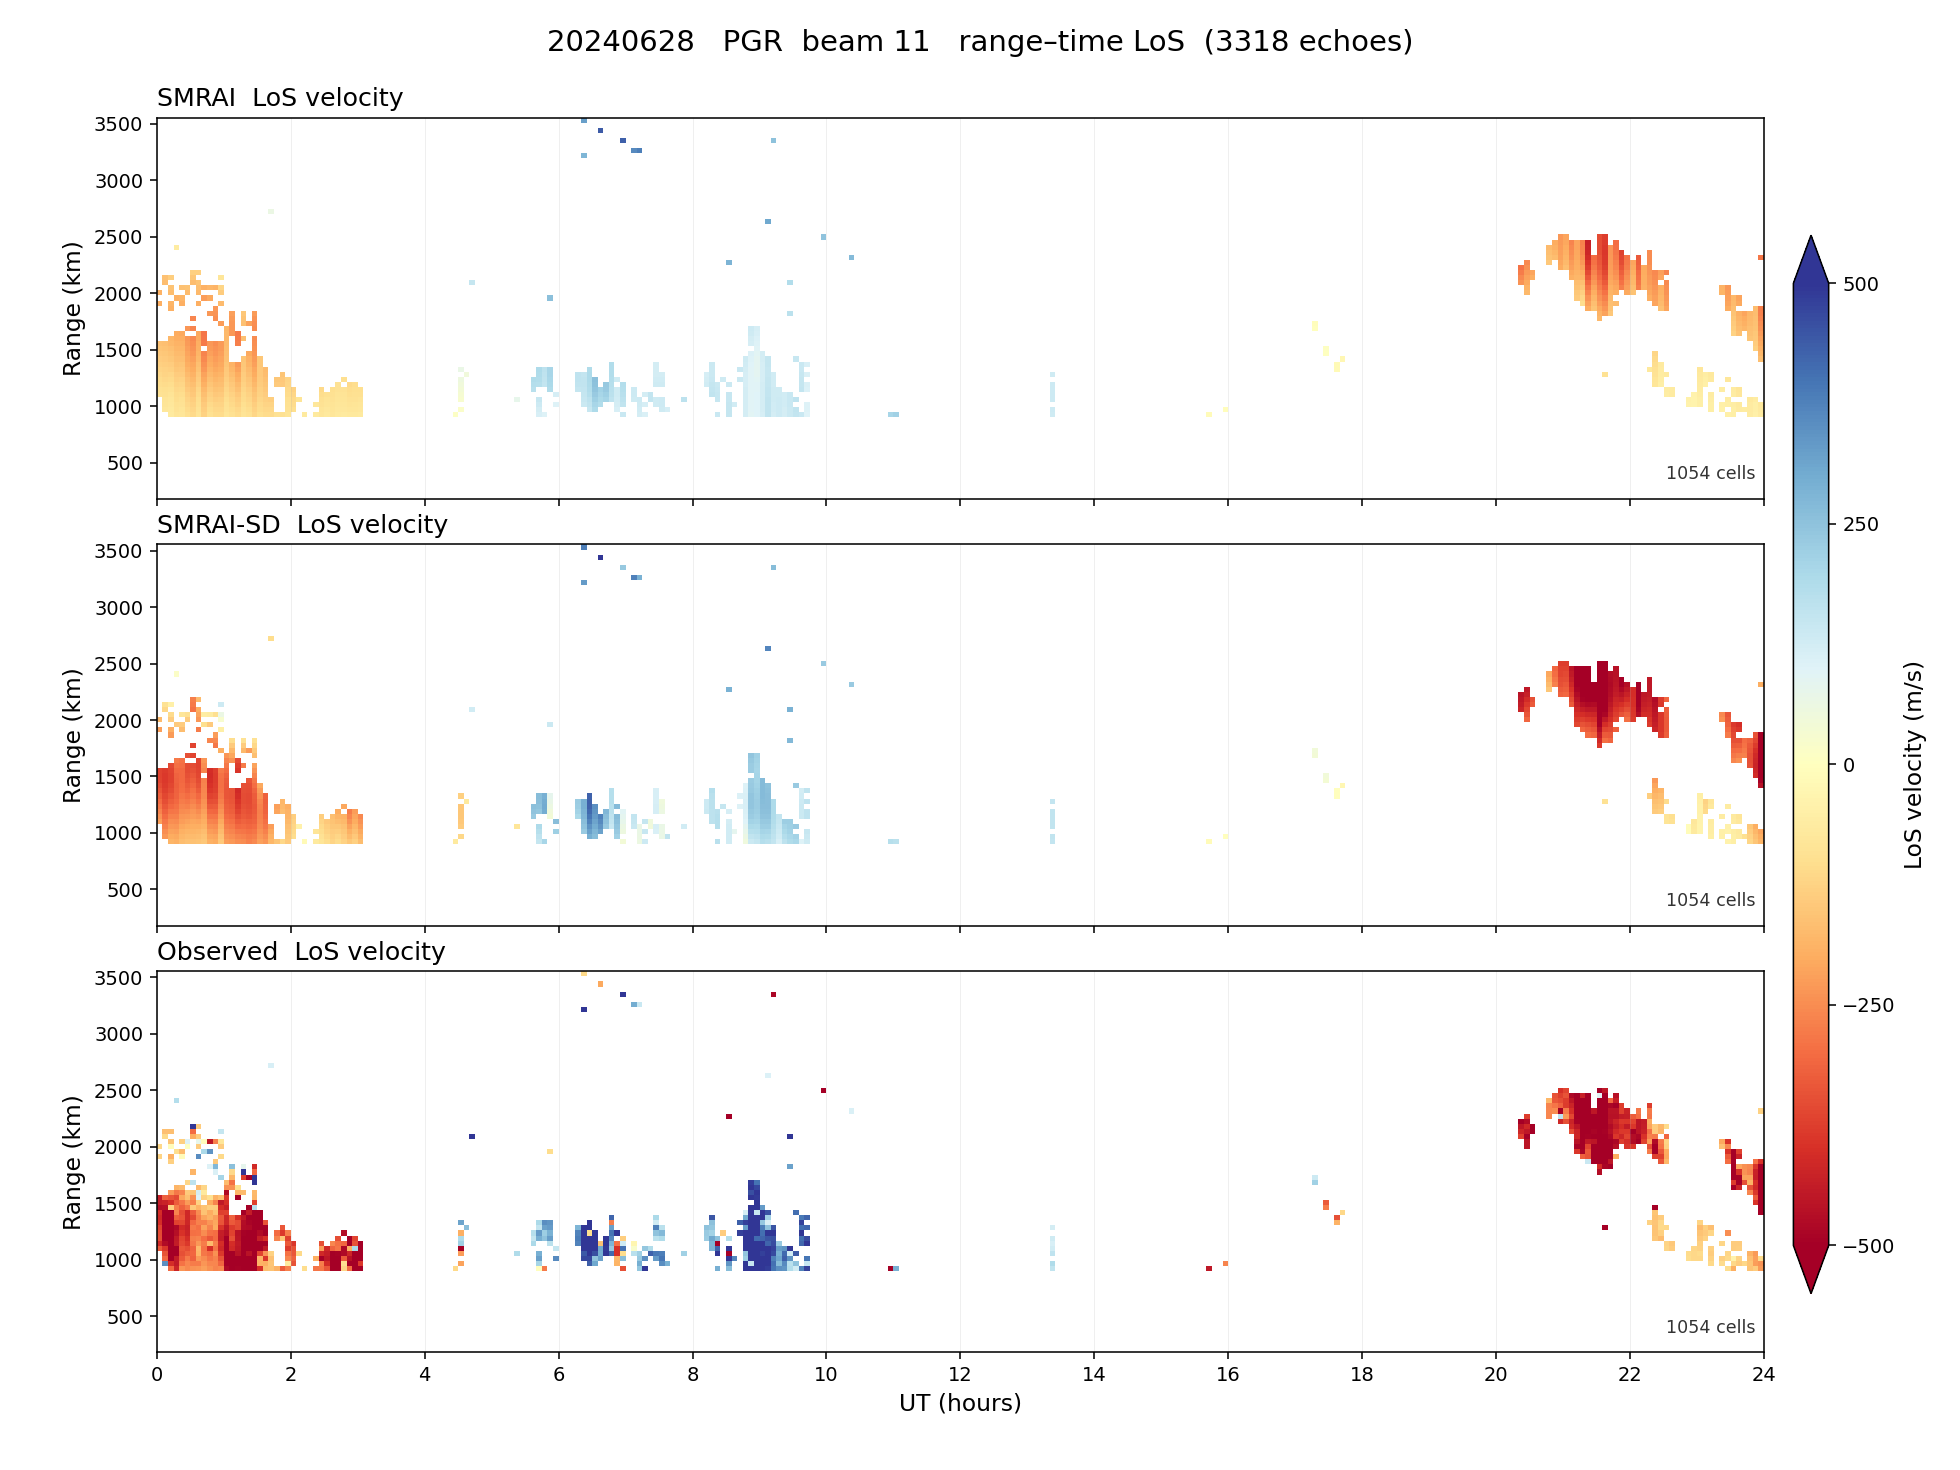 20240628   PGR  beam 11   range–time LoS  (3318 echoes)
SMRAI  LoS velocity
3500
3000
2500
2000
1500
1000
500
Range (km)
1054 cells
SMRAI-SD  LoS velocity
3500
3000
2500
2000
1500
1000
500
Range (km)
1054 cells
Observed  LoS velocity
3500
3000
2500
2000
1500
1000
500
Range (km)
1054 cells
0 2 4 6 8 10 12 14 16 18 20 22 24
UT (hours)
500
250
0
−250
−500
LoS velocity (m/s)